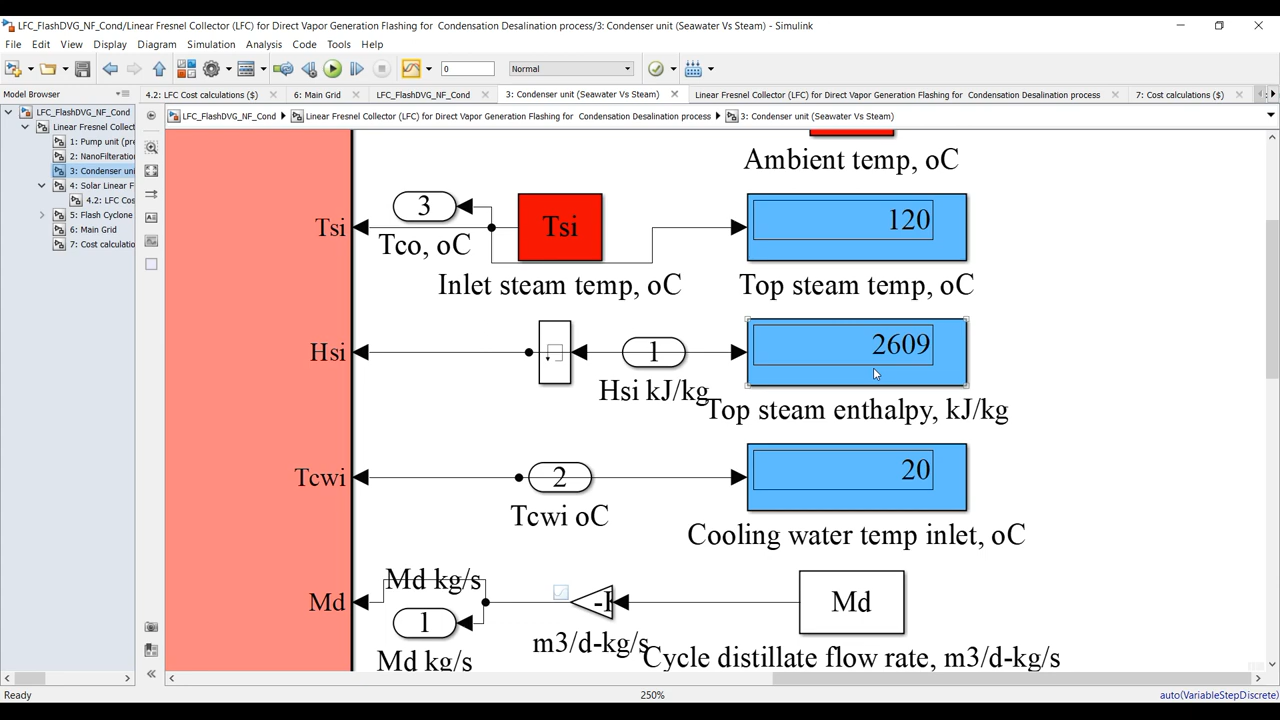 LFC_FlashDVG_NF_Cond/Linear Fresnel Collector (LFC) for Direct Vapor Generation Flashing for Condensation Desalination process/3: Condenser unit (Seawater Vs Steam) - Simulink
File Edit View Display Diagram Simulation Analysis Code Tools Help
0
Normal
Model Browser
4.2: LFC Cost calculations ($)
6: Main Grid
LFC_FlashDVG_NF_Cond
3: Condenser unit (Seawater Vs Steam)
Linear Fresnel Collector (LFC) for Direct Vapor Generation Flashing for Condensation Desalination process
7: Cost calculations ($)
LFC_FlashDVG_NF_Cond
Linear Fresnel Collector (LFC) for Direct Vapor Generation Flashing for Condensation Desalination process
3: Condenser unit (Seawater Vs Steam)
LFC_FlashDVG_NF_Cond
Linear Fresnel Collect
1: Pump unit (pre
2: NanoFilteratio
3: Condenser uni
4: Solar Linear F
4.2: LFC Cos
5: Flash Cyclone
6: Main Grid
7: Cost calculatio
Ambient temp, oC
Tsi
3
Tco, oC
Tsi
Inlet steam temp, oC
120
Top steam temp, oC
Hsi
1
Hsi kJ/kg
2609
Top steam enthalpy, kJ/kg
Tcwi
2
Tcwi oC
20
Cooling water temp inlet, oC
Md
Md kg/s
1
Md kg/s
m3/d-kg/s
Md
Cycle distillate flow rate, m3/d-kg/s
Ready
250%
auto(VariableStepDiscrete)